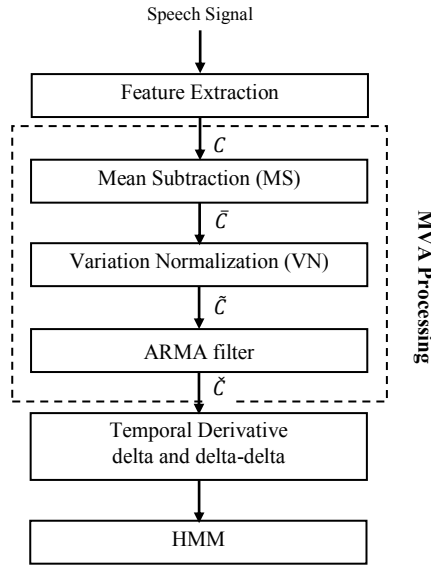 Speech Signal
Feature Extraction
C
Mean Subtraction (MS)
C̄
Variation Normalization (VN)
C̃
ARMA filter
Č
Temporal Derivative
delta and delta-delta
HMM
MVA Processing